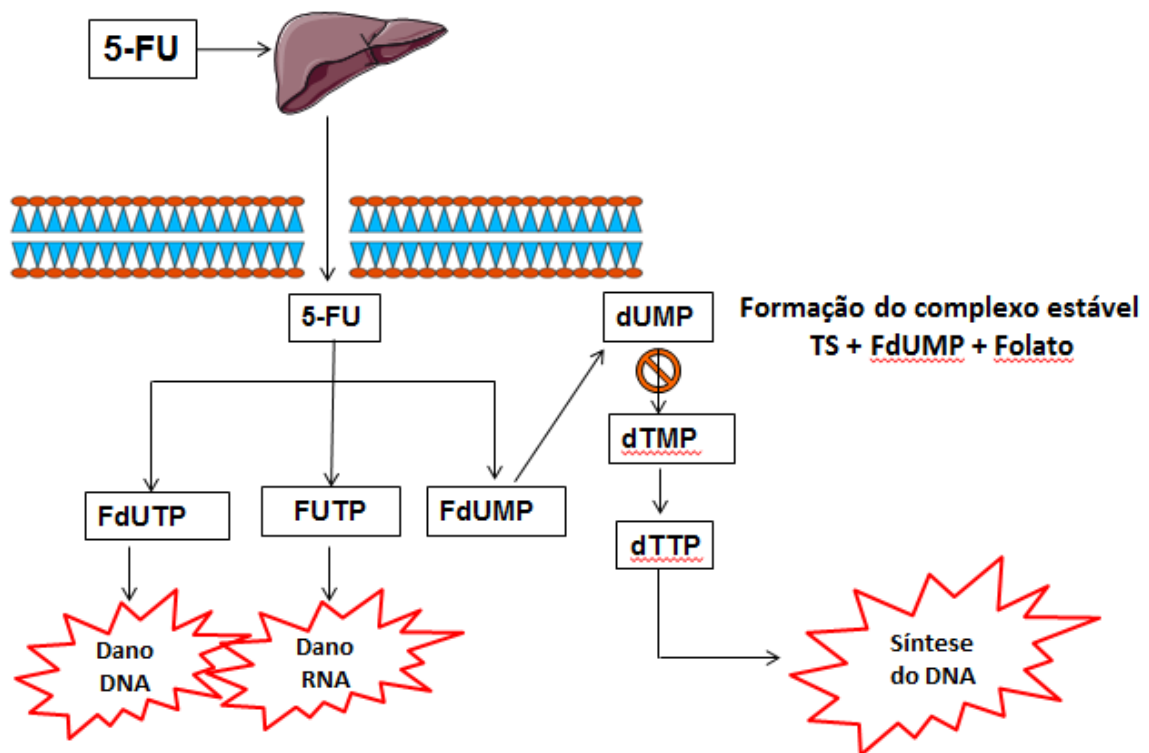 5-FU
5-FU
dUMP
Formação do complexo estável
TS + FdUMP + Folato
dTMP
FdUTP
FUTP
FdUMP
dTTP
Dano
DNA
Dano
RNA
Síntese
do DNA